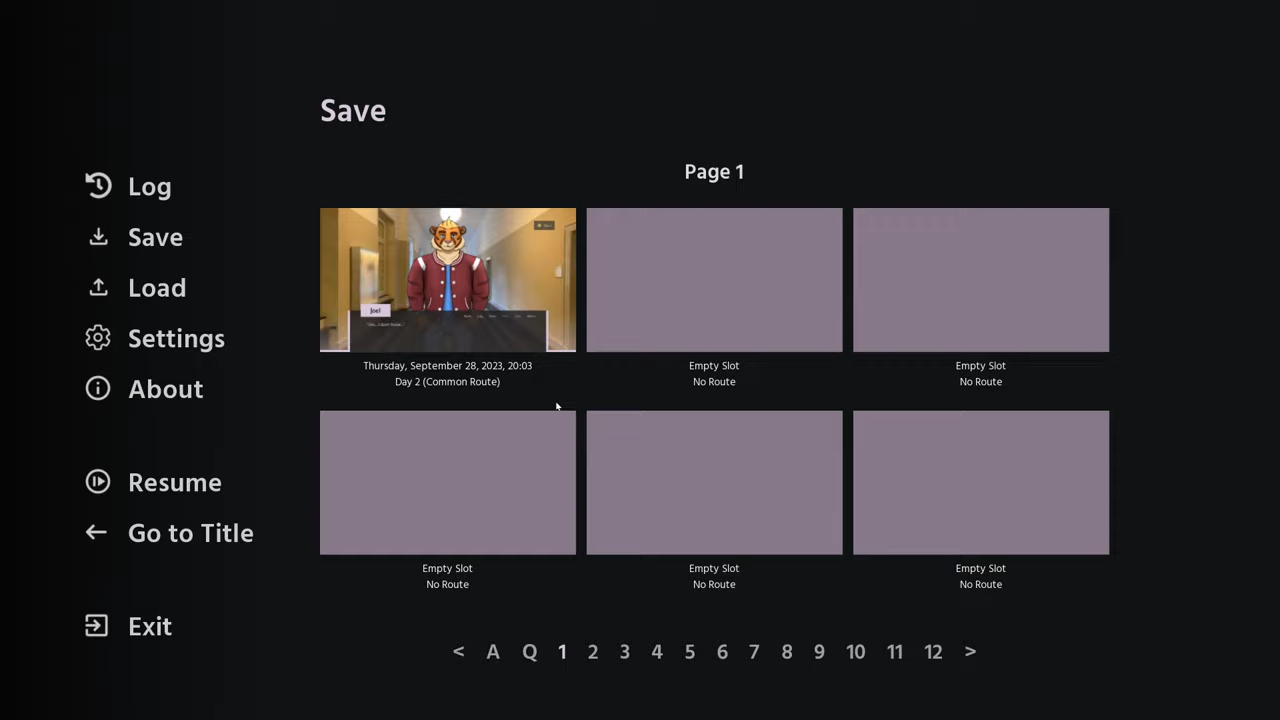 Save
Page 1
Log
Save
Load
Settings
About
Resume
Go to Title
Exit
Joel
Thursday, September 28, 2023, 20:03
Day 2 (Common Route)
Empty Slot
No Route
Empty Slot
No Route
Empty Slot
No Route
Empty Slot
No Route
Empty Slot
No Route
< A Q 1 2 3 4 5 6 7 8 9 10 11 12 >